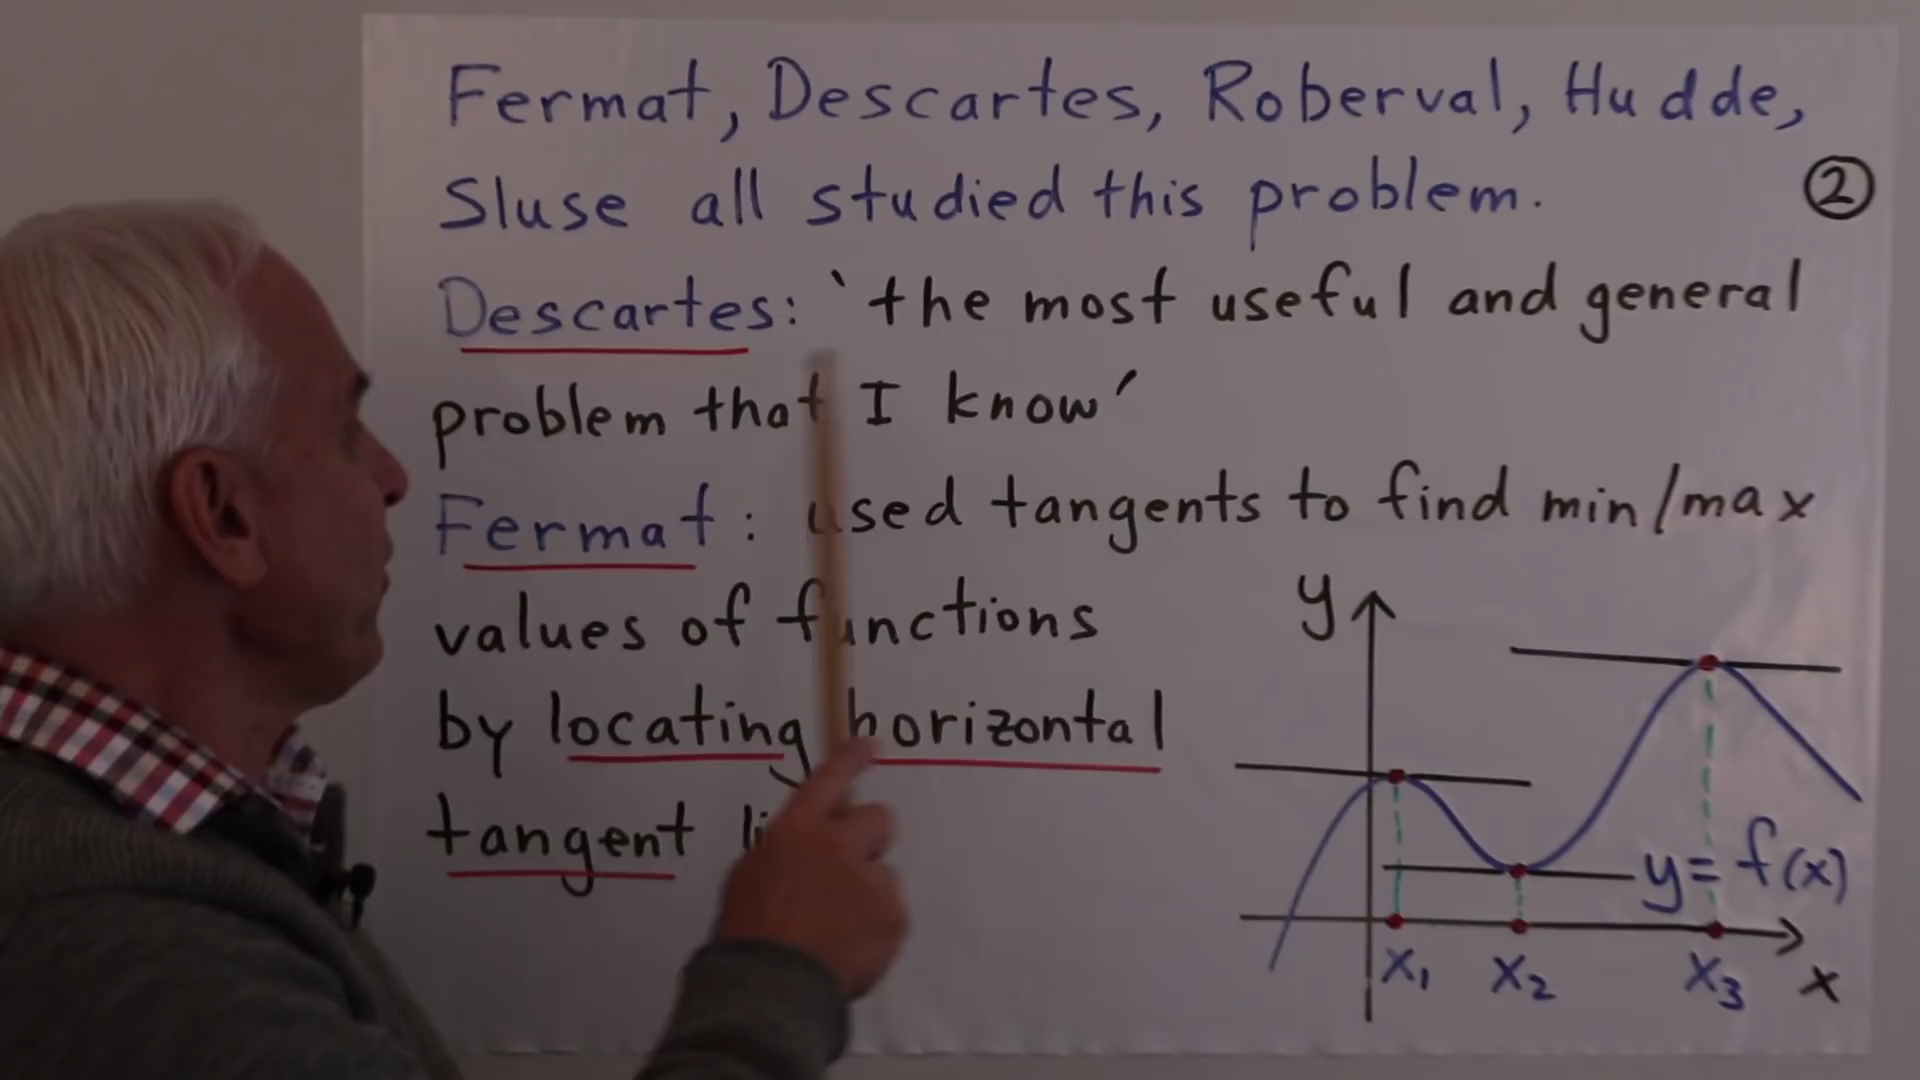 Fermat, Descartes, Roberval, Hudde,
Sluse all studied this problem.
②
Descartes: ‵the most useful and general
problem that I know′
Fermat: used tangents to find min/max
values of functions
by locating horizontal
tangent
y
y = f(x)
x₁ x₂ x₃ x